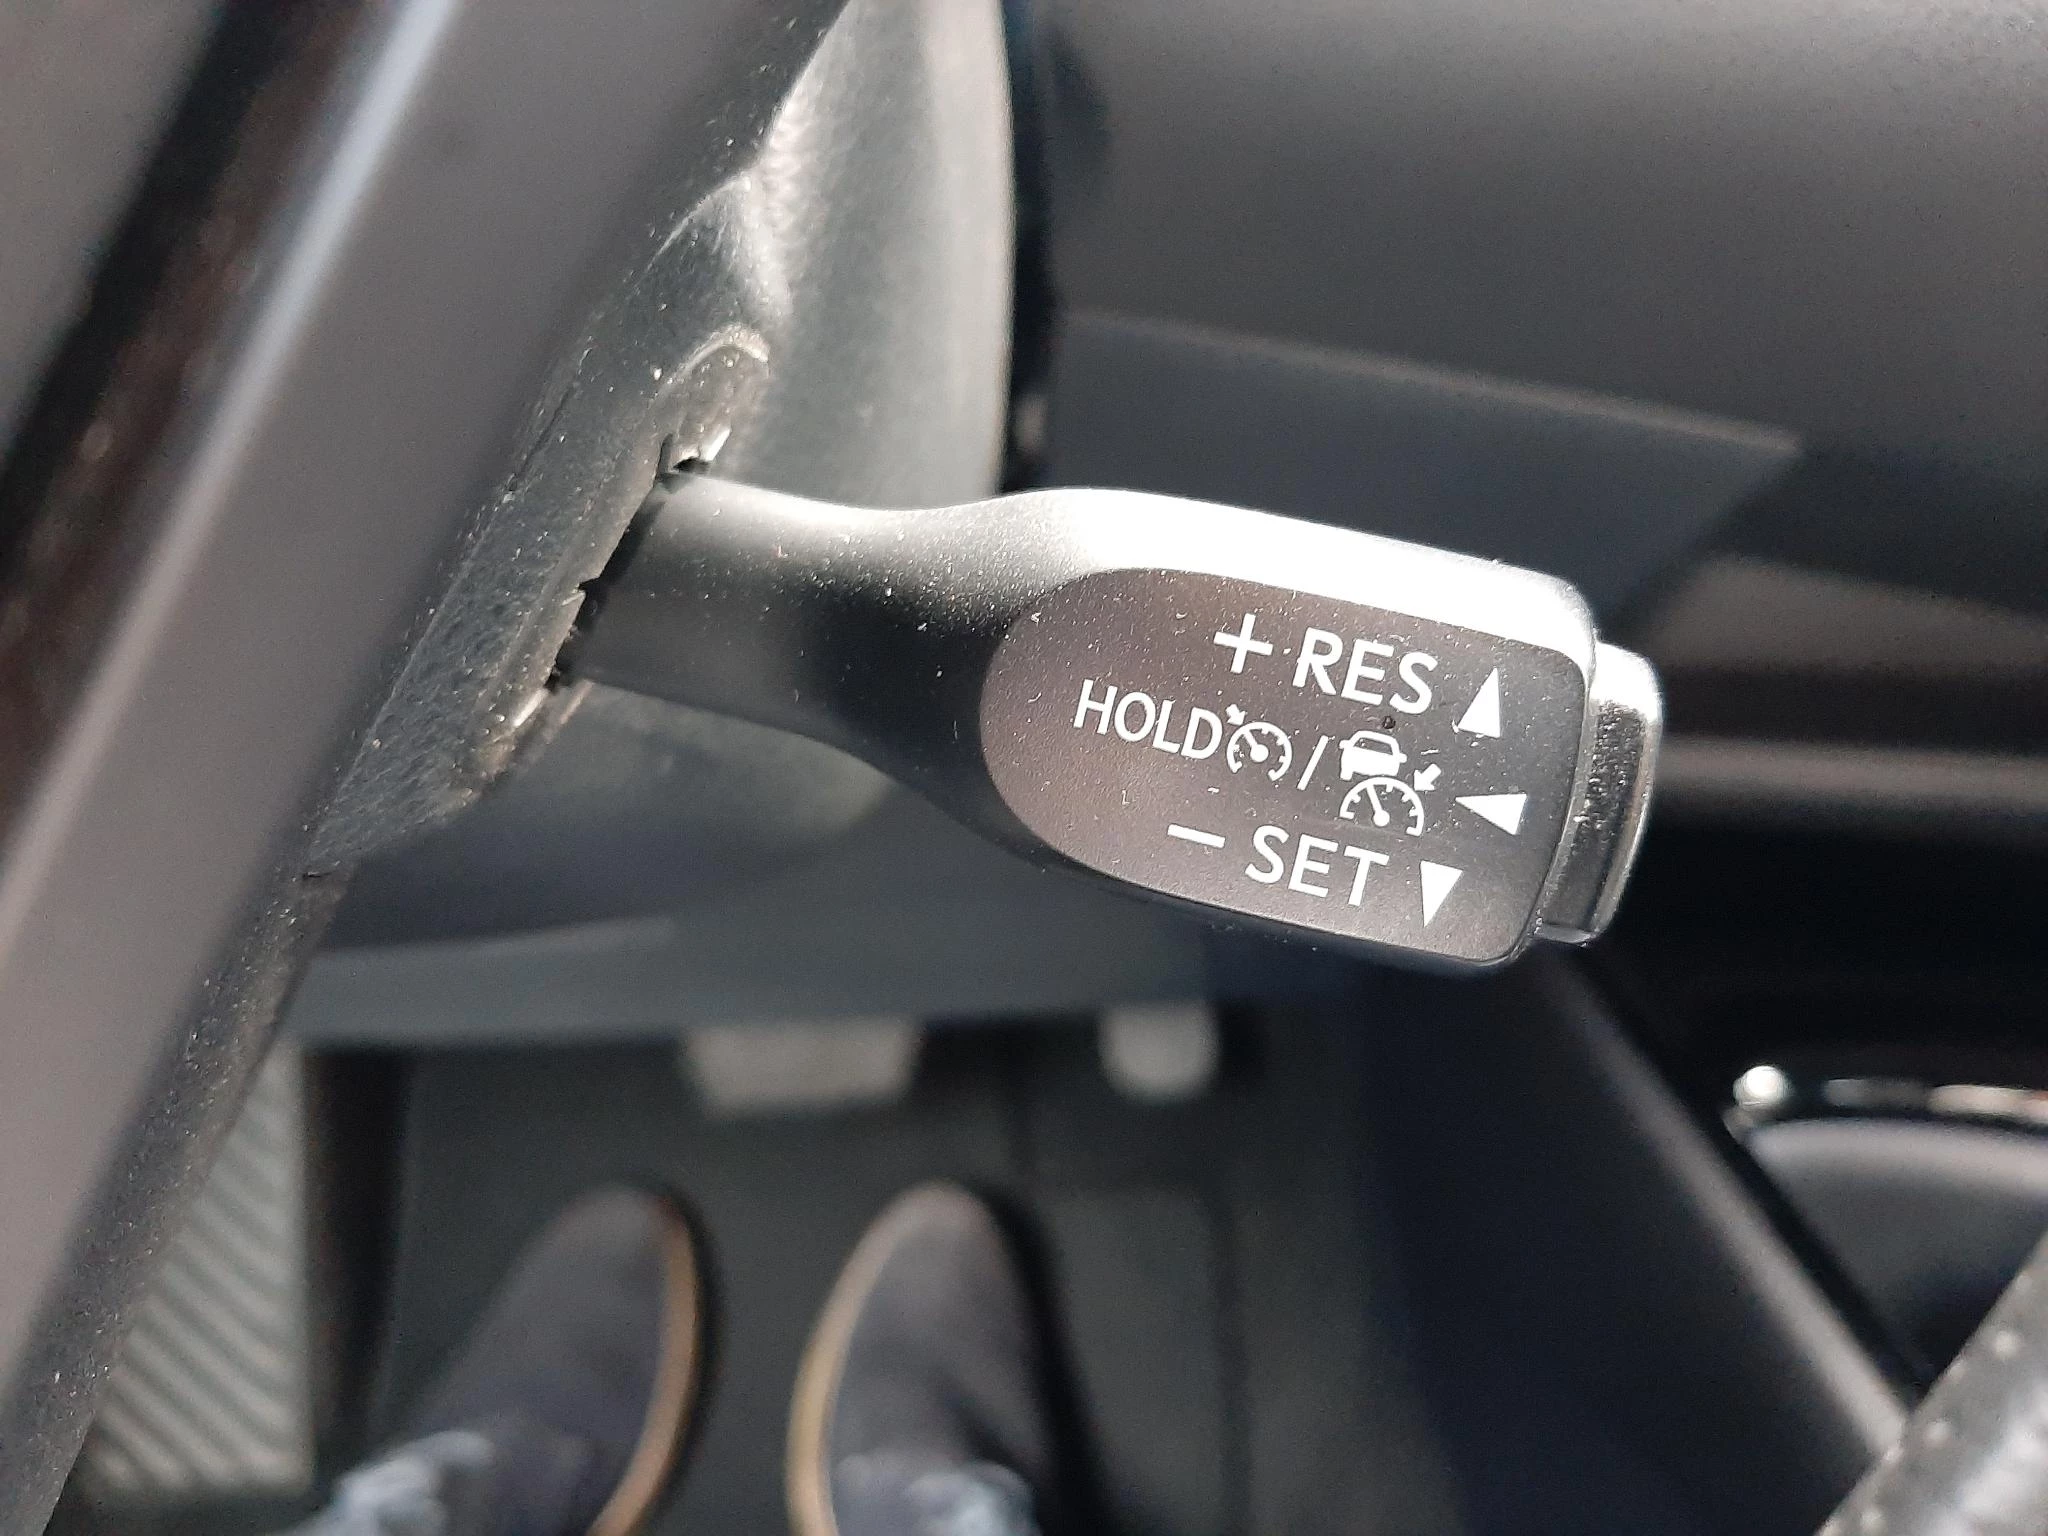 + RES
HOLD /
− SET